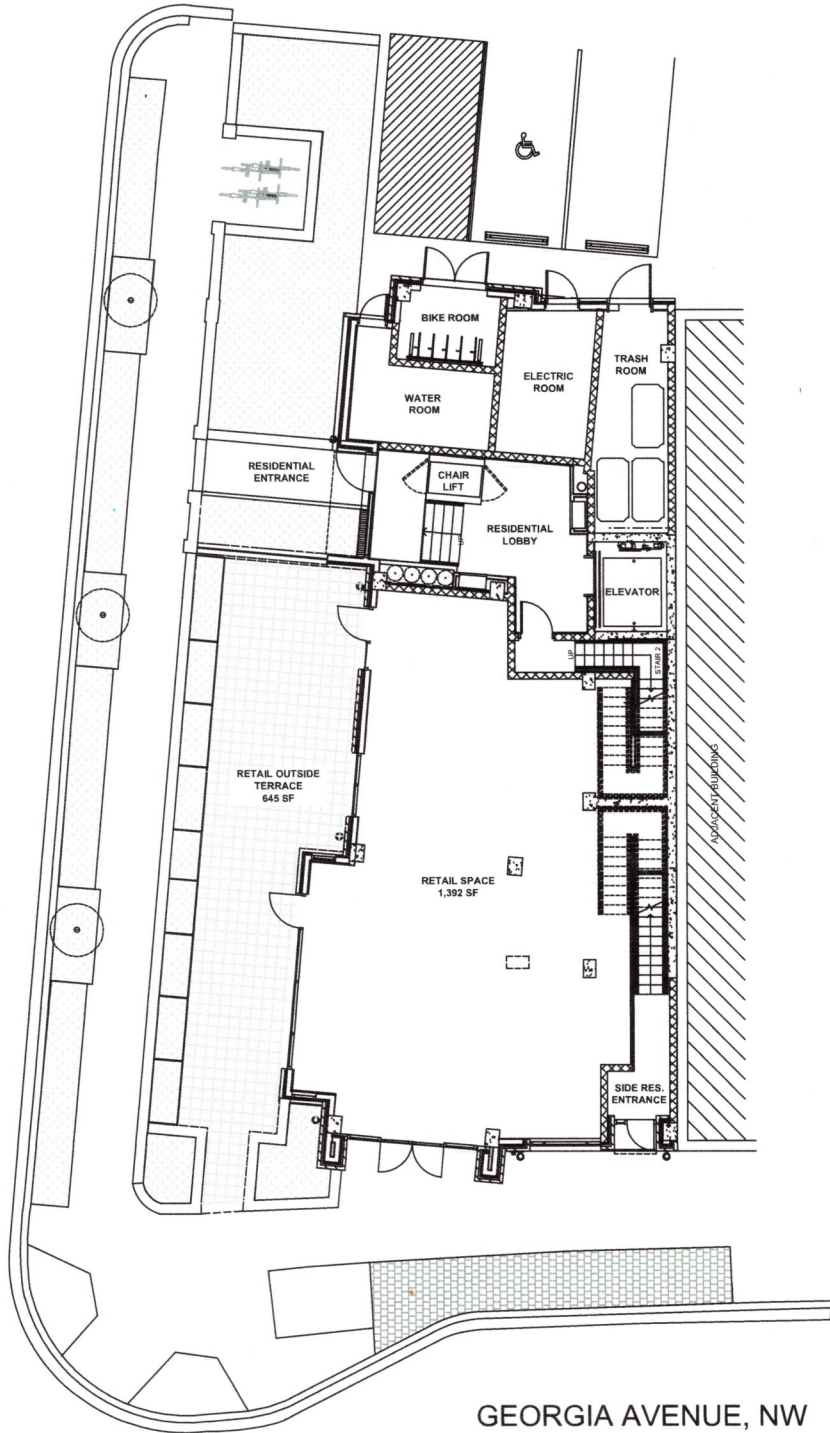 BIKE ROOM
ELECTRIC
ROOM
TRASH
ROOM
WATER
ROOM
RESIDENTIAL
ENTRANCE
CHAIR
LIFT
UP
RESIDENTIAL
LOBBY
ELEVATOR
UP
STAIR 2
RETAIL OUTSIDE
TERRACE
645 SF
ADJACENT BUILDING
RETAIL SPACE
1,392 SF
SIDE RES.
ENTRANCE
GEORGIA AVENUE, NW